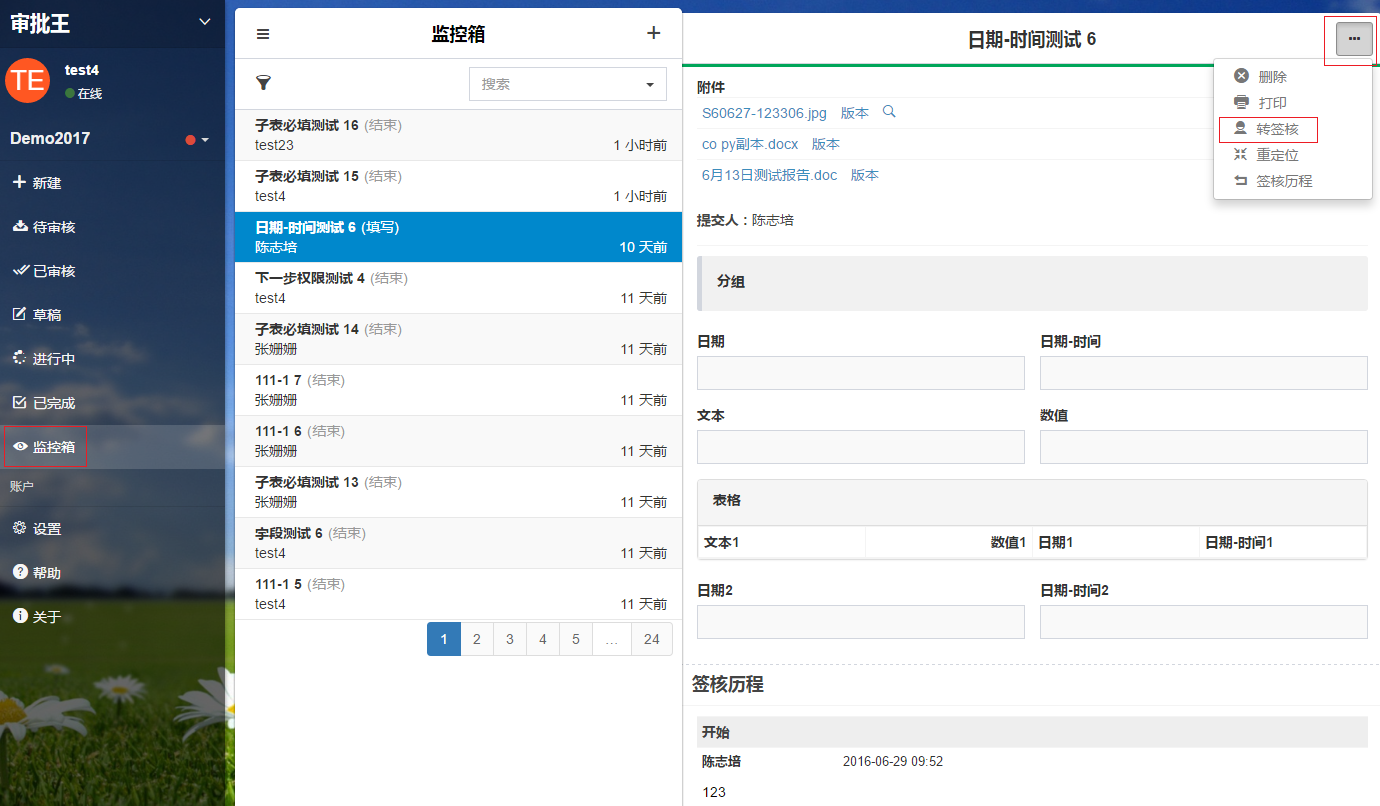 审批王
TE
test4
在线
Demo2017
新建
待审核
已审核
草稿
进行中
已完成
监控箱
账户
设置
帮助
关于
监控箱
搜索
子表必填测试 16 (结束)
test23 1 小时前
子表必填测试 15 (结束)
test4 1 小时前
日期-时间测试 6 (填写)
陈志培 10 天前
下一步权限测试 4 (结束)
test4 11 天前
子表必填测试 14 (结束)
张姗姗 11 天前
111-1 7 (结束)
张姗姗 11 天前
111-1 6 (结束)
张姗姗 11 天前
子表必填测试 13 (结束)
张姗姗 11 天前
字段测试 6 (结束)
test4 11 天前
111-1 5 (结束)
test4 11 天前
1 2 3 4 5 … 24
日期-时间测试 6
删除
打印
转签核
重定位
签核历程
附件
S60627-123306.jpg 版本
co py副本.docx 版本
6月13日测试报告.doc 版本
提交人：陈志培
分组
日期 日期-时间
文本 数值
表格
文本1 数值1 日期1 日期-时间1
日期2 日期-时间2
签核历程
开始
陈志培 2016-06-29 09:52
123